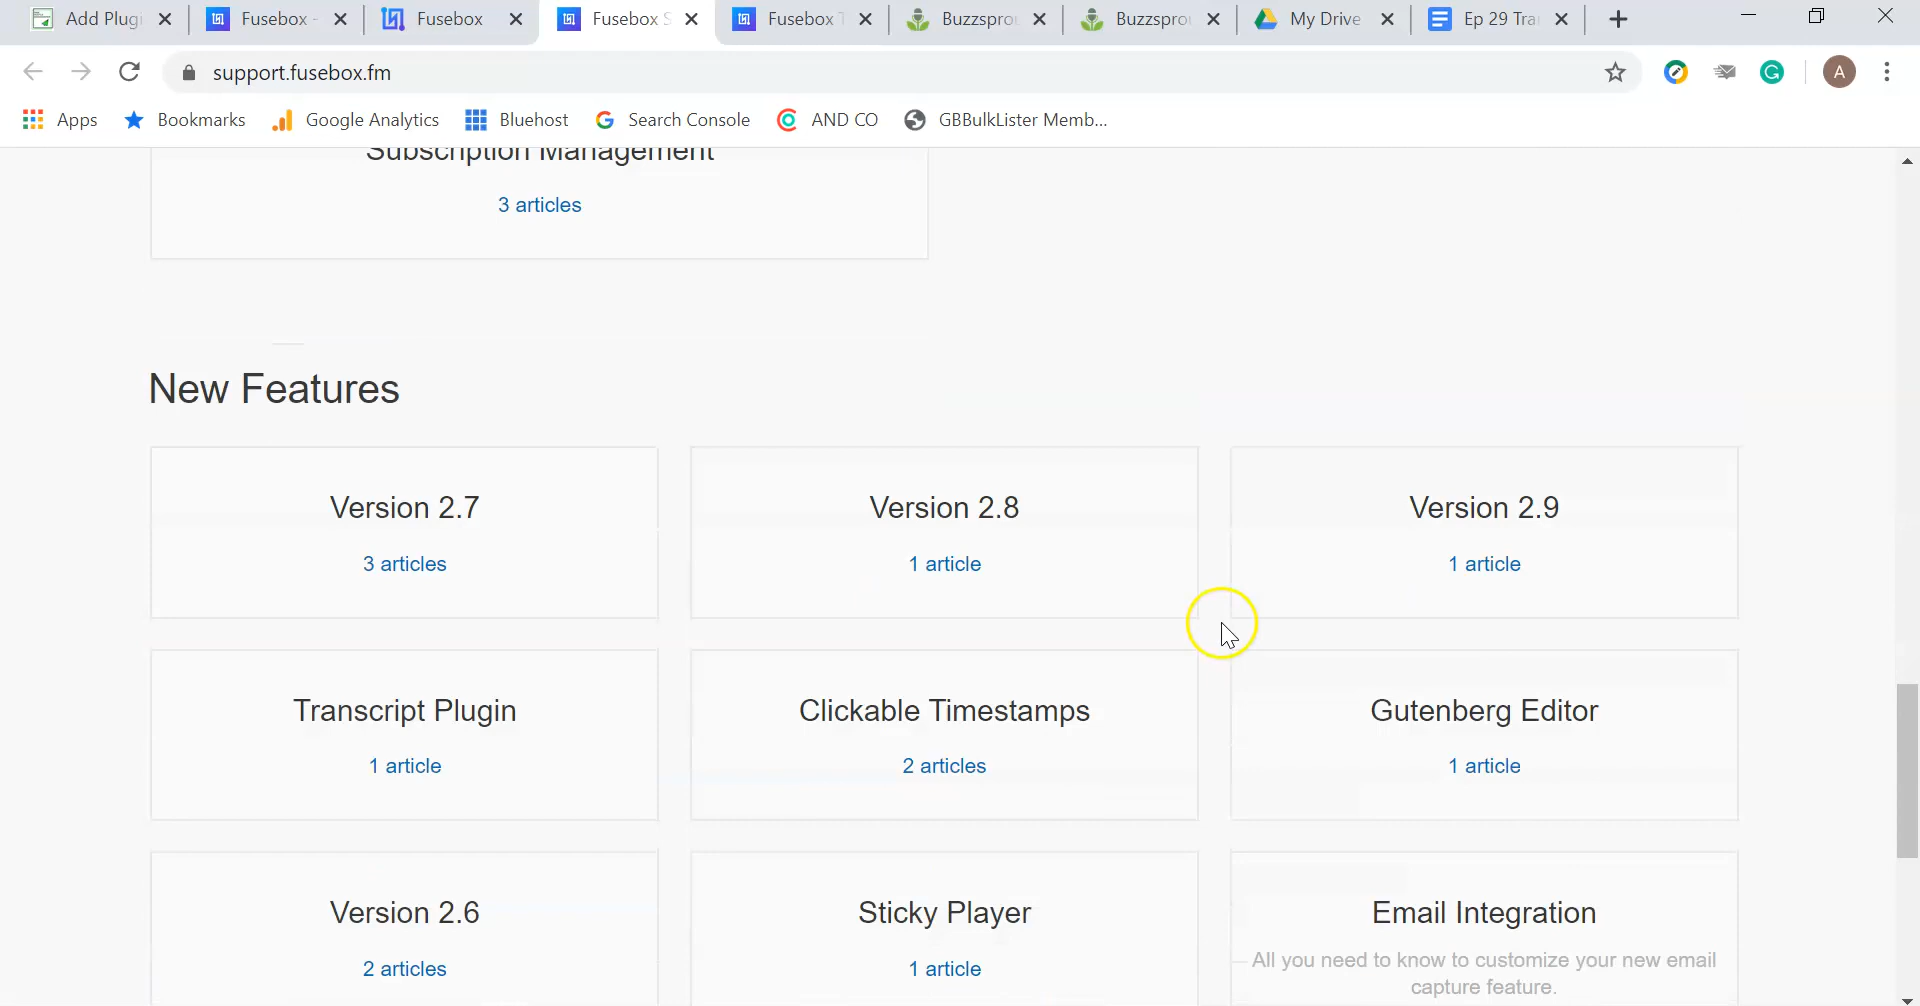 Add Plugi
Fusebox -
Fusebox
Fusebox S
Fusebox T
Buzzspro
Buzzsprou
My Drive
Ep 29 Tra
support.fusebox.fm
A
Apps
Bookmarks
Google Analytics
Bluehost
Search Console
AND CO
GBBulkLister Memb...
Subscription Management
3 articles
New Features
Version 2.7
3 articles
Version 2.8
1 article
Version 2.9
1 article
Transcript Plugin
1 article
Clickable Timestamps
2 articles
Gutenberg Editor
1 article
Version 2.6
2 articles
Sticky Player
1 article
Email Integration
All you need to know to customize your new email
capture feature.